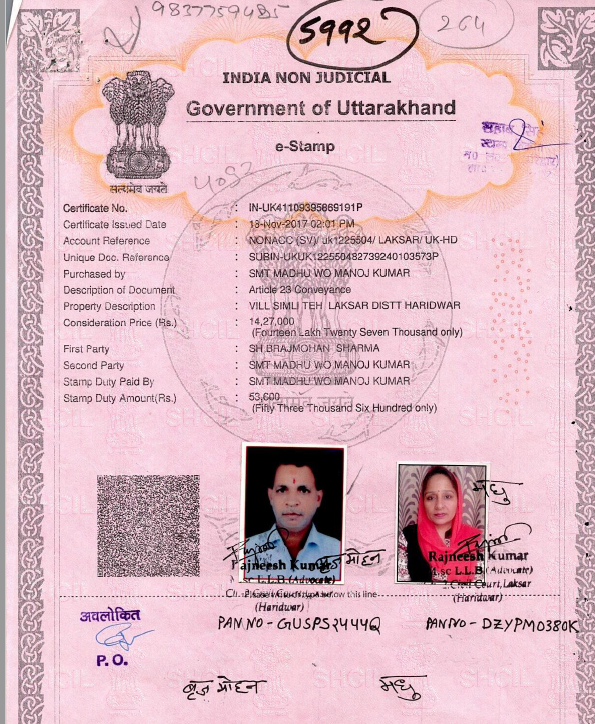 9837759485
5992
264
INDIA NON JUDICIAL
Government of Uttarakhand
e-Stamp
सत्यमेव जयते
4083
Certificate No. : IN-UK41109395869191P
Certificate Issued Date : 18-Nov-2017 02:01 PM
Account Reference : NONACC (SV)/ uk1225504/ LAKSAR/ UK-HD
Unique Doc. Reference : SUBIN-UKUK122550482739240103573P
Purchased by : SMT MADHU WO MANOJ KUMAR
Description of Document : Article 23 Conveyance
Property Description : VILL SIMLI TEH LAKSAR DISTT HARIDWAR
Consideration Price (Rs.) : 14,27,000
(Fourteen Lakh Twenty Seven Thousand only)
First Party : SH BRAJMOHAN SHARMA
Second Party : SMT MADHU WO MANOJ KUMAR
Stamp Duty Paid By : SMT MADHU WO MANOJ KUMAR
Stamp Duty Amount(Rs.) : 53,600
(Fifty Three Thousand Six Hundred only)
मधु
बृज मोहन
Rajneesh Kumar
M.sc L.L.B (Advocate)
(Haridwar)
Rajneesh Kumar
M.sc L.L.B (Advocate)
Civil Court, Laksar
(Haridwar)
below this line
अवलोकित
P. O.
PAN.NO - GUSPS2444Q
PAN NO - DZYPM0380K
बृज मोहन
मधु